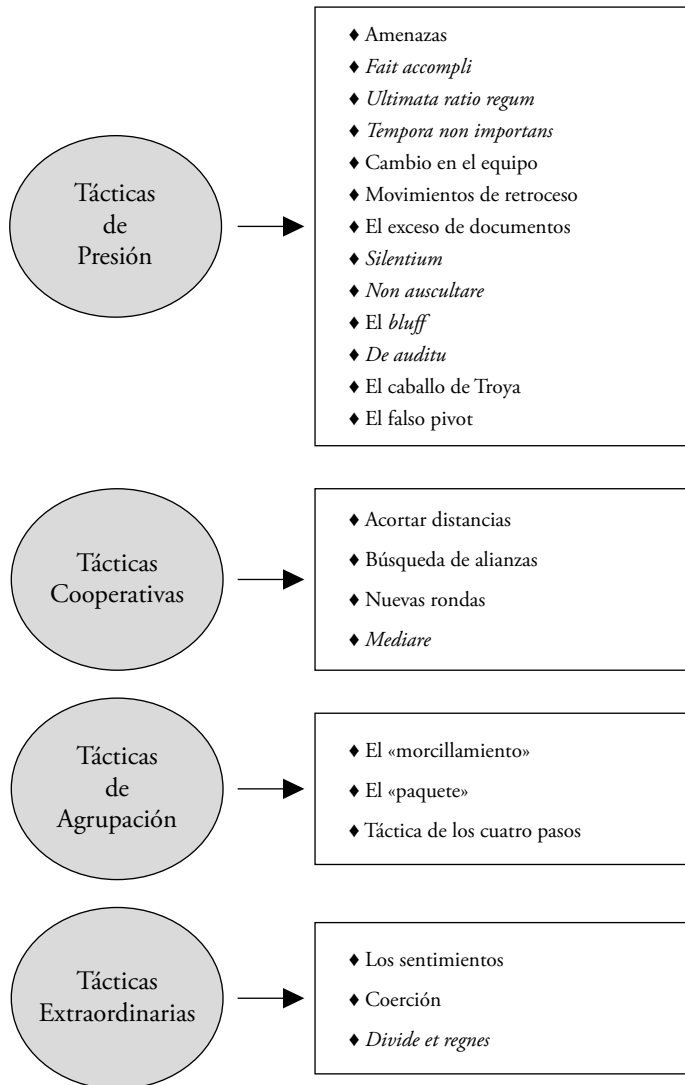 Tácticas
de
Presión
♦ Amenazas
♦ Fait accompli
♦ Ultimata ratio regum
♦ Tempora non importans
♦ Cambio en el equipo
♦ Movimientos de retroceso
♦ El exceso de documentos
♦ Silentium
♦ Non auscultare
♦ El bluff
♦ De auditu
♦ El caballo de Troya
♦ El falso pivot
Tácticas
Cooperativas
♦ Acortar distancias
♦ Búsqueda de alianzas
♦ Nuevas rondas
♦ Mediare
Tácticas
de
Agrupación
♦ El «morcillamiento»
♦ El «paquete»
♦ Táctica de los cuatro pasos
Tácticas
Extraordinarias
♦ Los sentimientos
♦ Coerción
♦ Divide et regnes